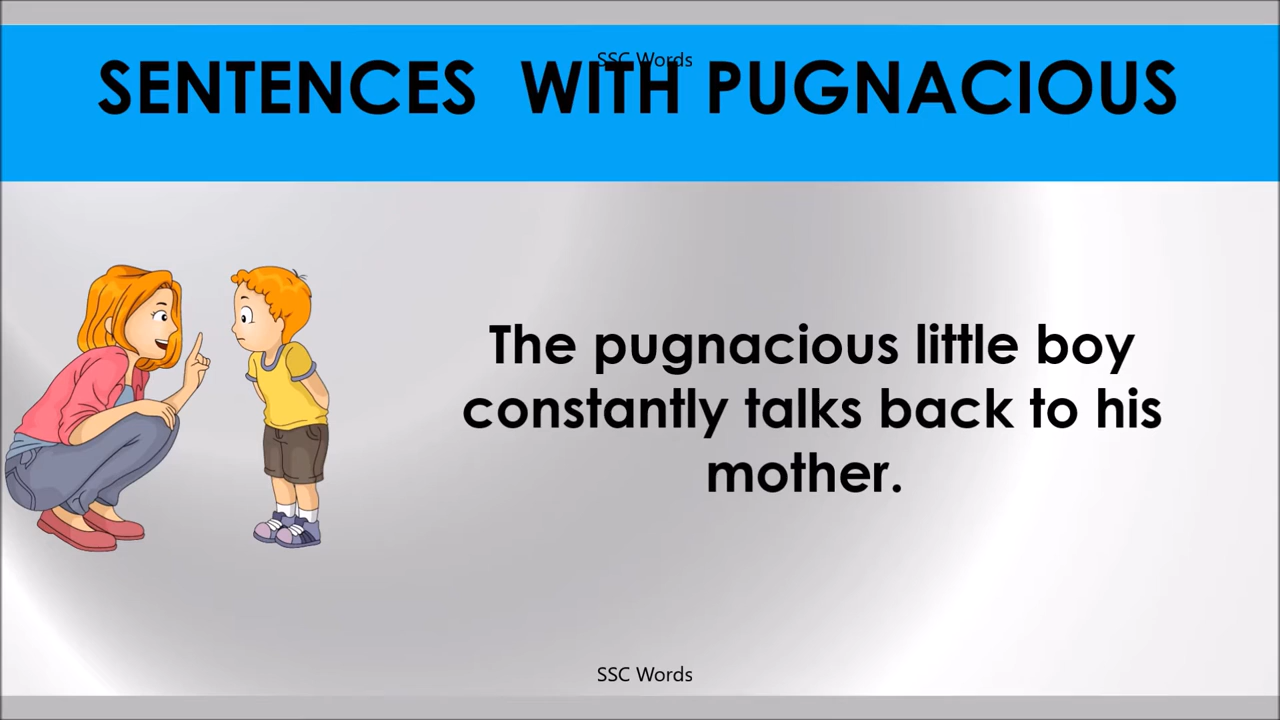 SSC Words
SENTENCES WITH PUGNACIOUS
The pugnacious little boy
constantly talks back to his
mother.
SSC Words